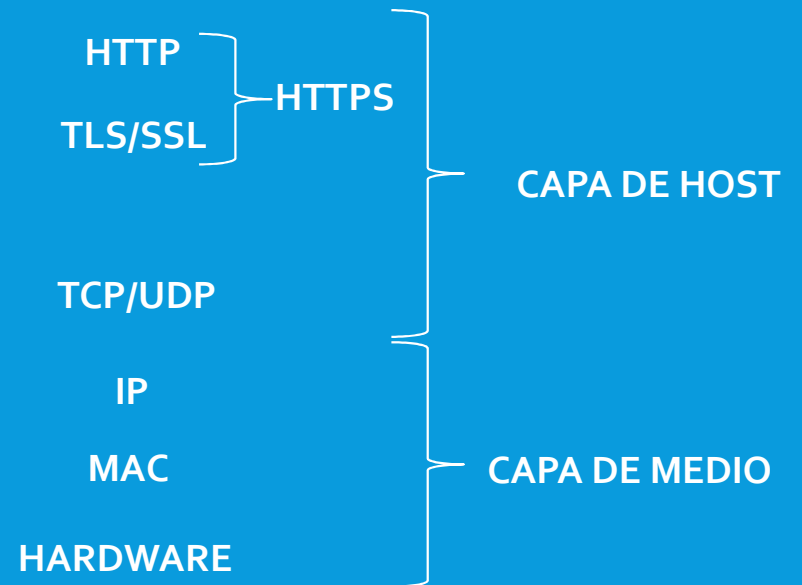 HTTP
HTTPS
TLS/SSL
CAPA DE HOST
TCP/UDP
IP
MAC
CAPA DE MEDIO
HARDWARE